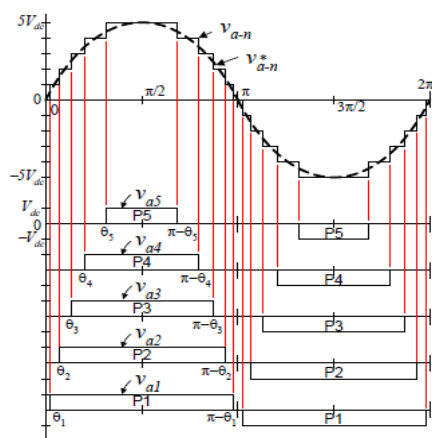 5V_dc
v_a-n
v*_a-n
0
0
π/2
π
3π/2
2π
−5V_dc
V_dc
0
−V_dc
v_a5
P5
θ_5
π−θ_5
P5
v_a4
P4
θ_4
π−θ_4
P4
v_a3
P3
θ_3
π−θ_3
P3
v_a2
P2
θ_2
π−θ_2
P2
v_a1
P1
θ_1
π−θ_1
P1